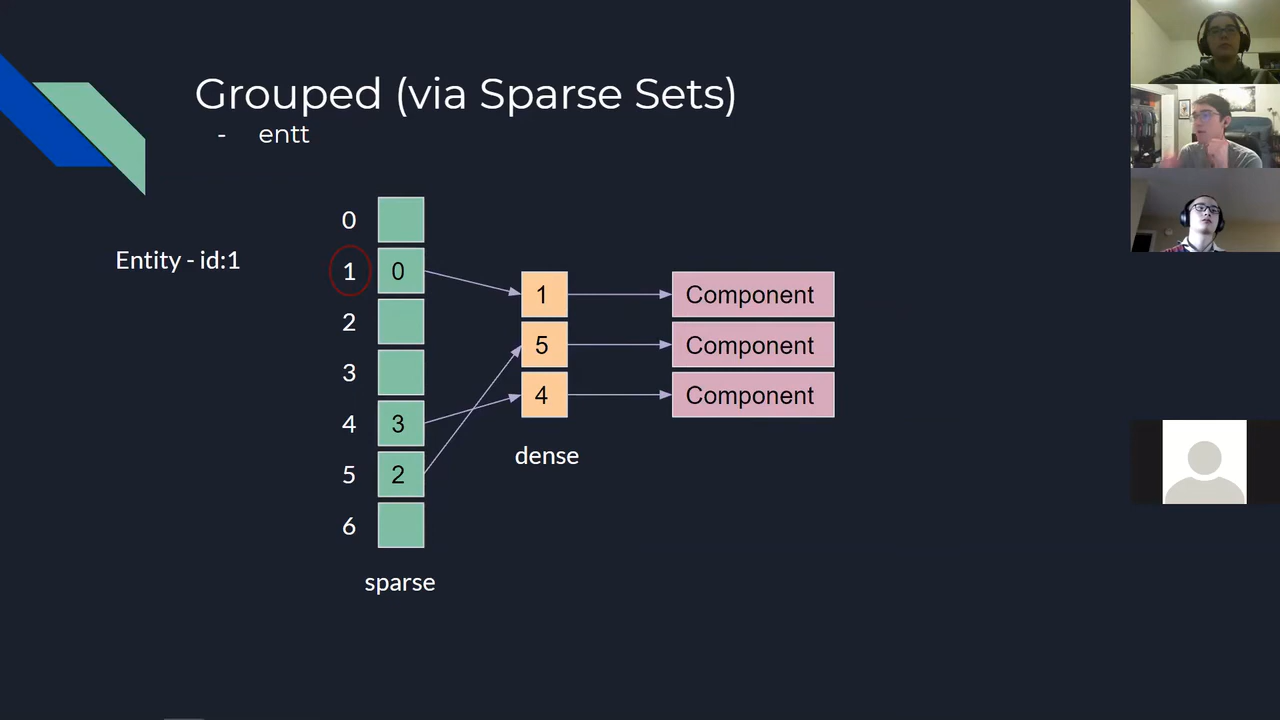 Grouped (via Sparse Sets)
- entt
Entity - id:1
0
1 0
2
3
4 3
5 2
6
sparse
1
5
4
dense
Component
Component
Component